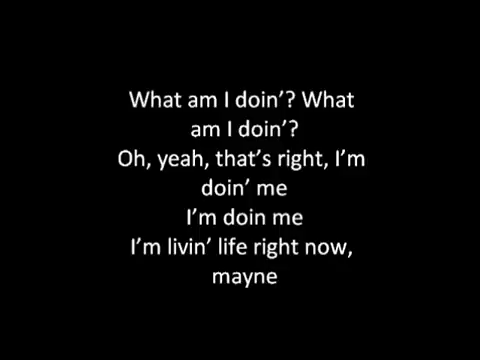 What am I doin’? What
am I doin’?
Oh, yeah, that’s right, I’m
doin’ me
I’m doin me
I’m livin’ life right now,
mayne